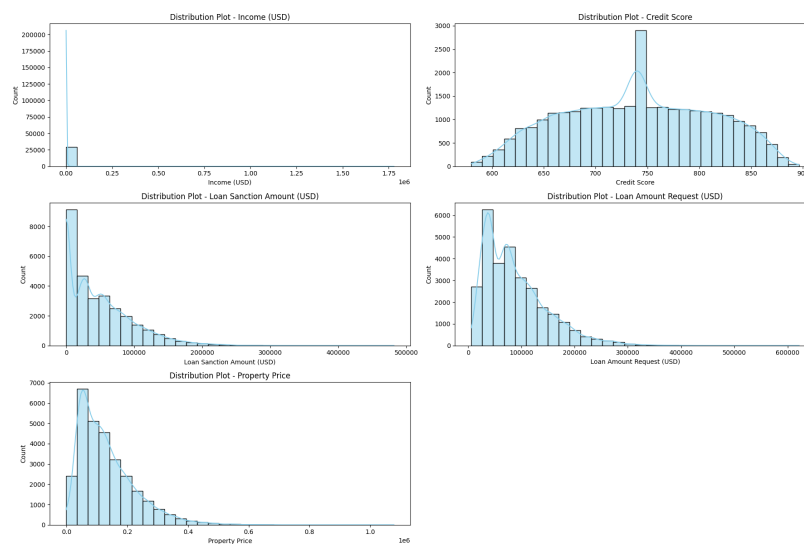 Distribution Plot - Income (USD)
200000
175000
150000
125000
100000
75000
50000
25000
0
Count
0.00 0.25 0.50 0.75 1.00 1.25 1.50 1.75
1e6
Income (USD)
Distribution Plot - Credit Score
3000
2500
2000
1500
1000
500
0
Count
600 650 700 750 800 850 900
Credit Score
Distribution Plot - Loan Sanction Amount (USD)
8000
6000
4000
2000
0
Count
0 100000 200000 300000 400000 500000
Loan Sanction Amount (USD)
Distribution Plot - Loan Amount Request (USD)
6000
5000
4000
3000
2000
1000
0
Count
0 100000 200000 300000 400000 500000 600000
Loan Amount Request (USD)
Distribution Plot - Property Price
7000
6000
5000
4000
3000
2000
1000
0
Count
0.0 0.2 0.4 0.6 0.8 1.0
1e6
Property Price